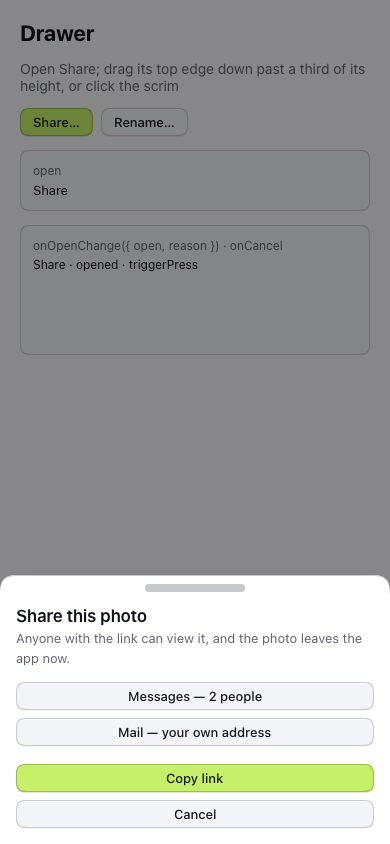 Drawer
Open Share; drag its top edge down past a third of its
height, or click the scrim
Share...
Rename...
open
Share
onOpenChange({ open, reason }) · onCancel
Share · opened · triggerPress
Share this photo
Anyone with the link can view it, and the photo leaves the
app now.
Messages — 2 people
Mail — your own address
Copy link
Cancel